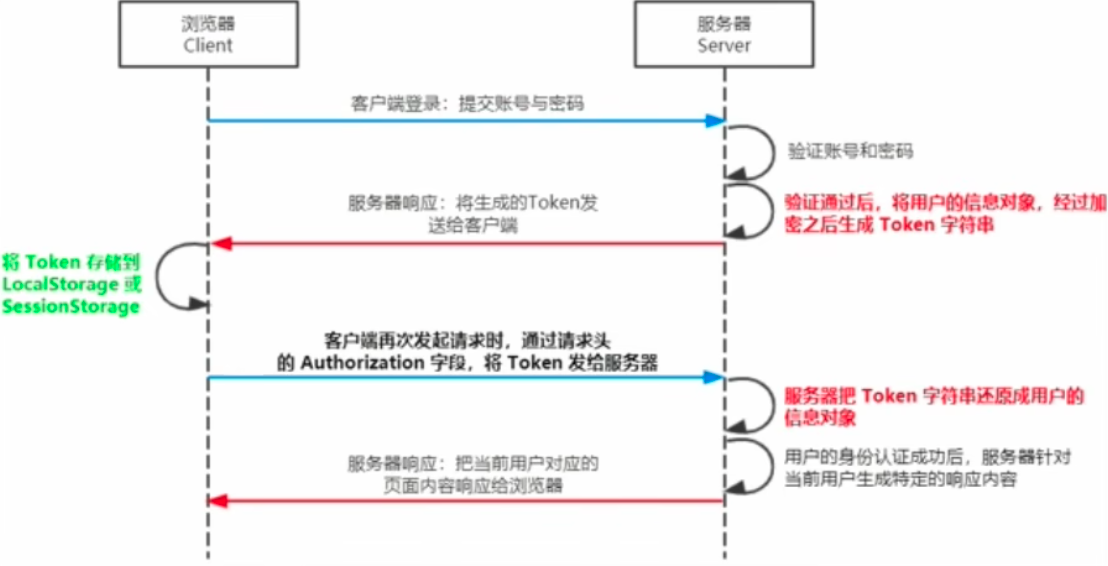 浏览器
Client
服务器
Server
客户端登录：提交账号与密码
验证账号和密码
验证通过后，将用户的信息对象，经过加
密之后生成 Token 字符串
服务器响应：将生成的Token发
送给客户端
将 Token 存储到
LocalStorage 或
SessionStorage
客户端再次发起请求时，通过请求头
的 Authorization 字段，将 Token 发给服务器
服务器把 Token 字符串还原成用户的
信息对象
用户的身份认证成功后，服务器针对
当前用户生成特定的响应内容
服务器响应：把当前用户对应的
页面内容响应给浏览器